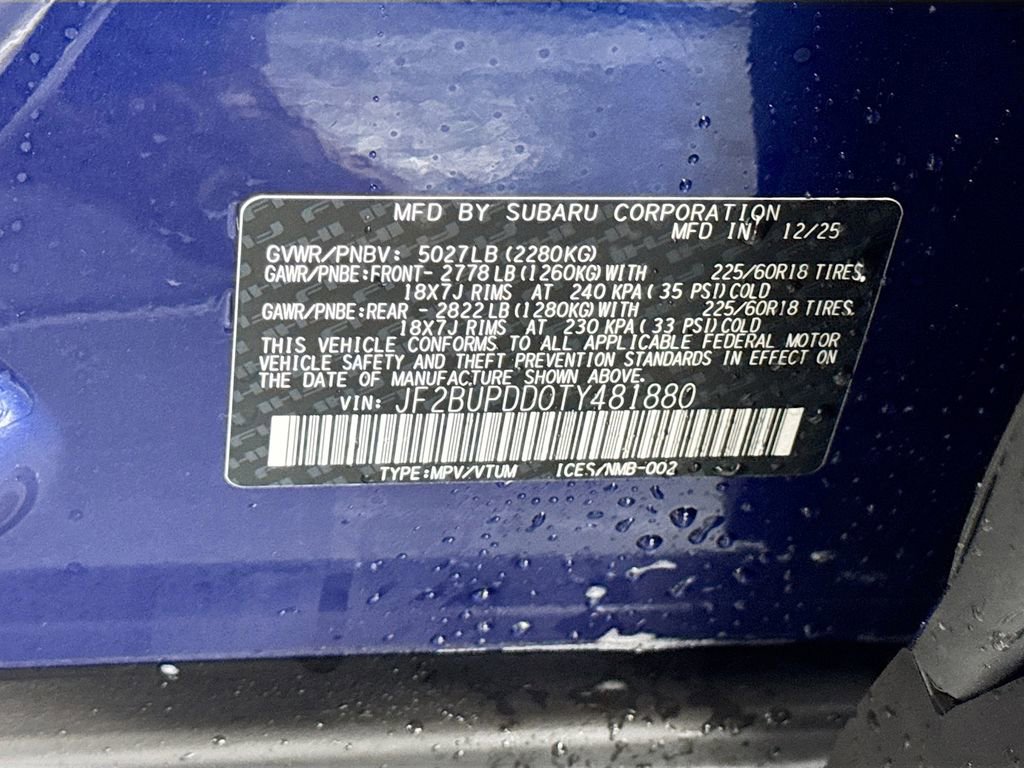 MFD BY SUBARU CORPORATION
MFD IN 12/25
GVWR/PNBV: 5027LB (2280KG)
GAWR/PNBE:FRONT- 2778 LB (1260KG) WITH 225/60R18 TIRES,
18X7J RIMS AT 240 KPA ( 35 PSI) COLD
GAWR/PNBE:REAR - 2822 LB (1280KG) WITH 225/60R18 TIRES,
18X7J RIMS AT 230 KPA ( 33 PSI) COLD
THIS VEHICLE CONFORMS TO ALL APPLICABLE FEDERAL MOTOR
VEHICLE SAFETY AND THEFT PREVENTION STANDARDS IN EFFECT ON
THE DATE OF MANUFACTURE SHOWN ABOVE.
VIN: JF2BUPDD0TY481880
TYPE:MPV/VTUM ICES/NMB-002